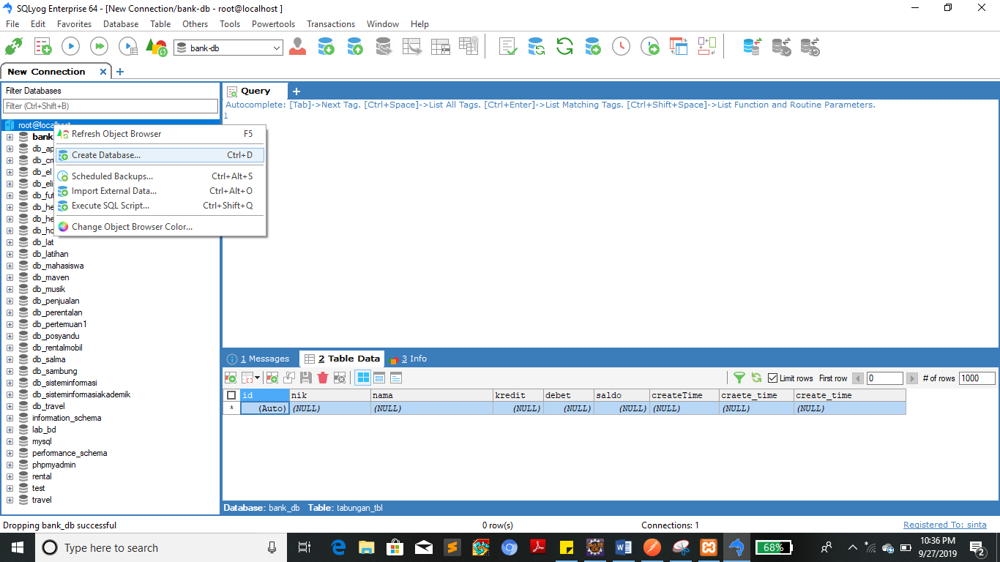 SQLyog Enterprise 64 - [New Connection/bank-db - root@localhost ]
File Edit Favorites Database Table Others Tools Powertools Transactions Window Help
bank-db
New Connection
Filter Databases
Filter (Ctrl+Shift+B)
root@localhost
Refresh Object Browser F5
Create Database... Ctrl+D
Scheduled Backups... Ctrl+Alt+S
Import External Data... Ctrl+Alt+O
Execute SQL Script... Ctrl+Shift+Q
Change Object Browser Color...
bank
db_ap
db_cr
db_el
db_eli
db_fut
db_he
db_he
db_ho
db_lat
db_latihan
db_mahasiswa
db_maven
db_musik
db_penjualan
db_perentalan
db_pertemuan1
db_posyandu
db_rentalmobil
db_salma
db_sambung
db_sisteminformasi
db_sisteminformasiakademik
db_travel
information_schema
lab_bd
mysql
performance_schema
phpmyadmin
rental
test
travel
Query
Autocomplete: [Tab]->Next Tag. [Ctrl+Space]->List All Tags. [Ctrl+Enter]->List Matching Tags. [Ctrl+Shift+Space]->List Function and Routine Parameters.
1
1 Messages 2 Table Data 3 Info
Limit rows First row 0 # of rows 1000
id nik nama kredit debet saldo createTime craete_time create_time
* (Auto) (NULL) (NULL) (NULL) (NULL) (NULL) (NULL) (NULL) (NULL)
Database: bank_db Table: tabungan_tbl
Dropping bank_db successful 0 row(s) Connections: 1 Registered To: sinta
Type here to search
68%
10:36 PM
9/27/2019
2